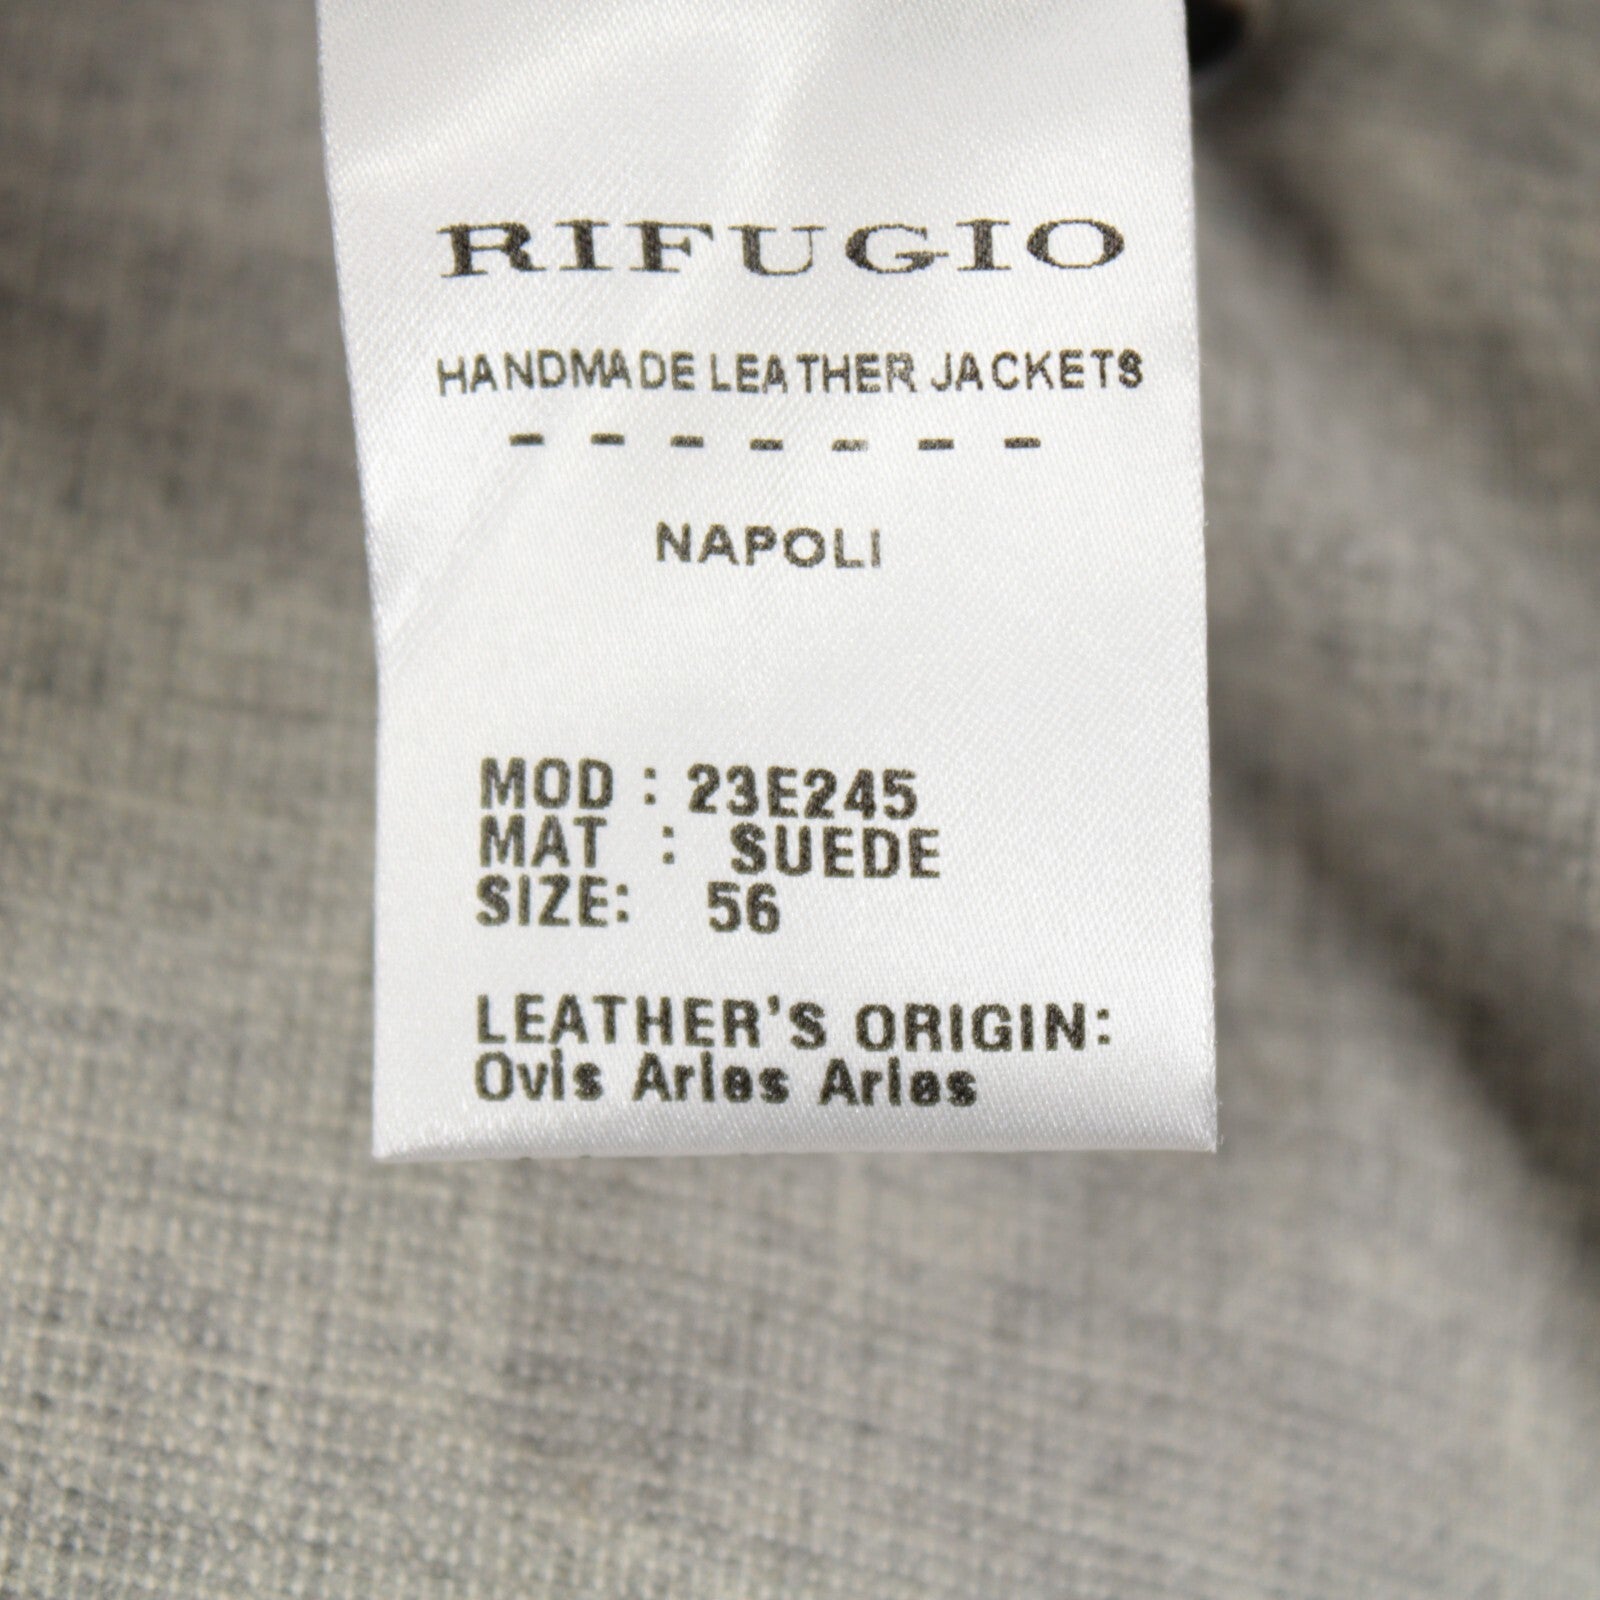 RIFUGIO
HANDMADE LEATHER JACKETS
- - - - - - -
NAPOLI
MOD : 23E245
MAT : SUEDE
SIZE: 56
LEATHER'S ORIGIN:
Ovis Aries Aries